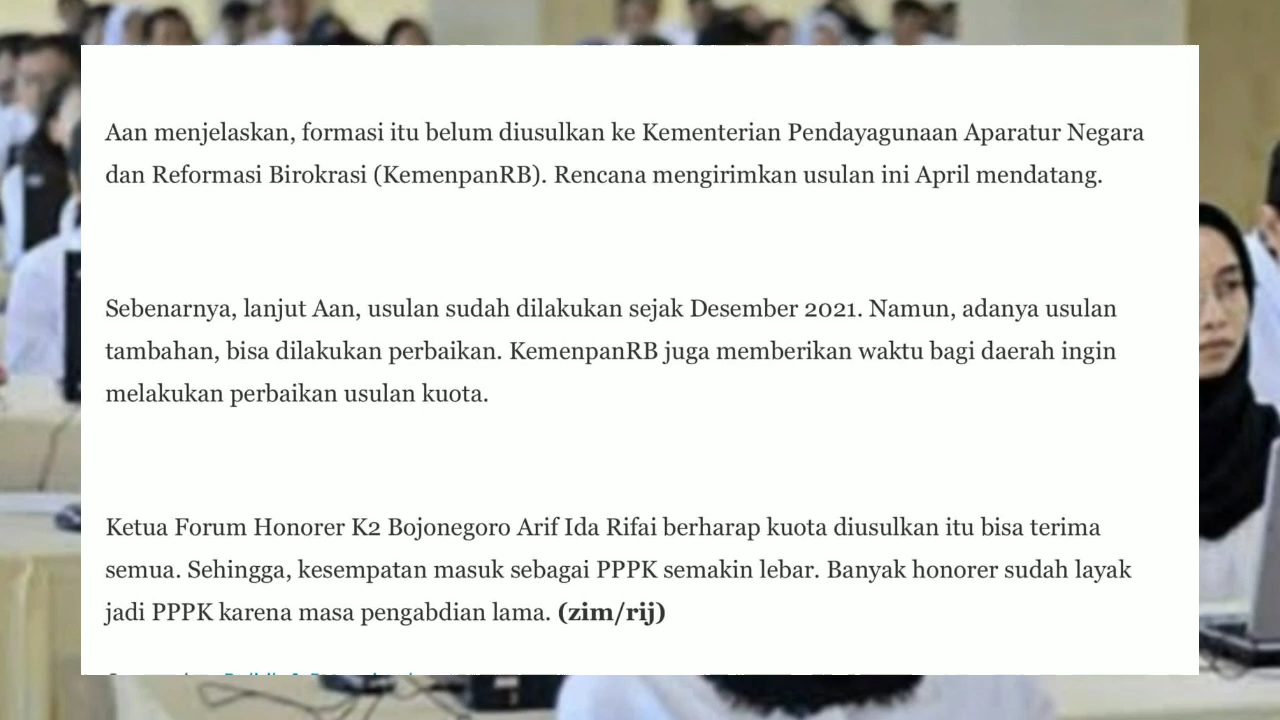 Aan menjelaskan, formasi itu belum diusulkan ke Kementerian Pendayagunaan Aparatur Negara
dan Reformasi Birokrasi (KemenpanRB). Rencana mengirimkan usulan ini April mendatang.
Sebenarnya, lanjut Aan, usulan sudah dilakukan sejak Desember 2021. Namun, adanya usulan
tambahan, bisa dilakukan perbaikan. KemenpanRB juga memberikan waktu bagi daerah ingin
melakukan perbaikan usulan kuota.
Ketua Forum Honorer K2 Bojonegoro Arif Ida Rifai berharap kuota diusulkan itu bisa terima
semua. Sehingga, kesempatan masuk sebagai PPPK semakin lebar. Banyak honorer sudah layak
jadi PPPK karena masa pengabdian lama. (zim/rij)